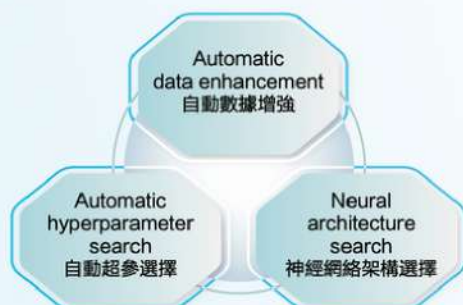 Automatic
data enhancement
自動數據增強
Automatic
hyperparameter
search
自動超參選擇
Neural
architecture
search
神經網絡架構選擇